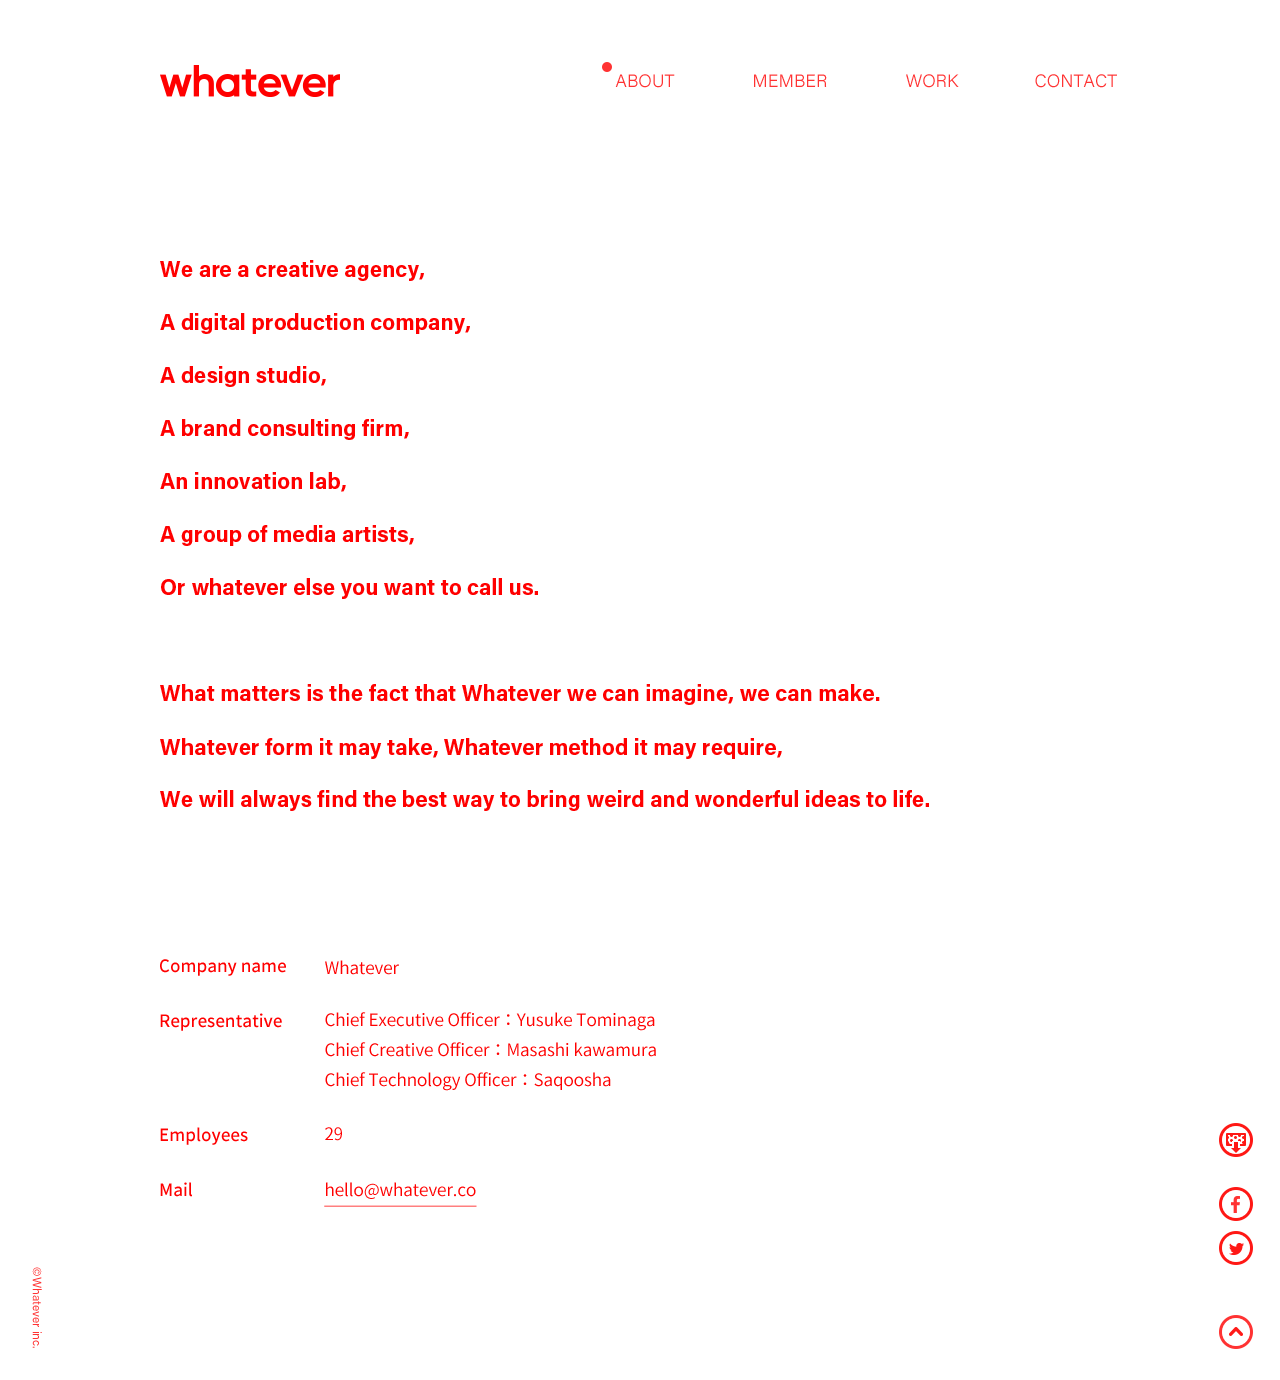 whatever
ABOUT MEMBER WORK CONTACT
We are a creative agency,
A digital production company,
A design studio,
A brand consulting firm,
An innovation lab,
A group of media artists,
Or whatever else you want to call us.
What matters is the fact that Whatever we can imagine, we can make.
Whatever form it may take, Whatever method it may require,
We will always find the best way to bring weird and wonderful ideas to life.
Company name Whatever
Representative Chief Executive Officer：Yusuke Tominaga
Chief Creative Officer：Masashi kawamura
Chief Technology Officer：Saqoosha
Employees 29
Mail hello@whatever.co
©Whatever inc.